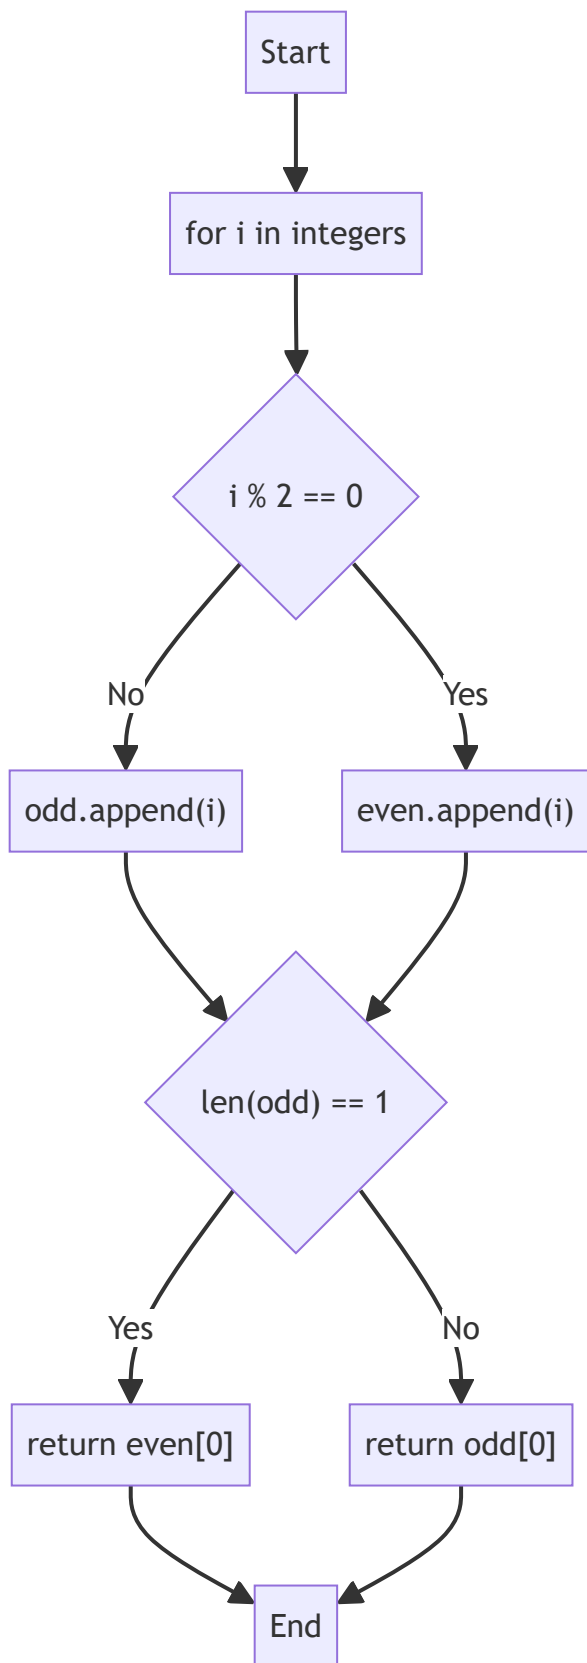 Start
for i in integers
i % 2 == 0
No
Yes
odd.append(i)
even.append(i)
len(odd) == 1
Yes
No
return even[0]
return odd[0]
End